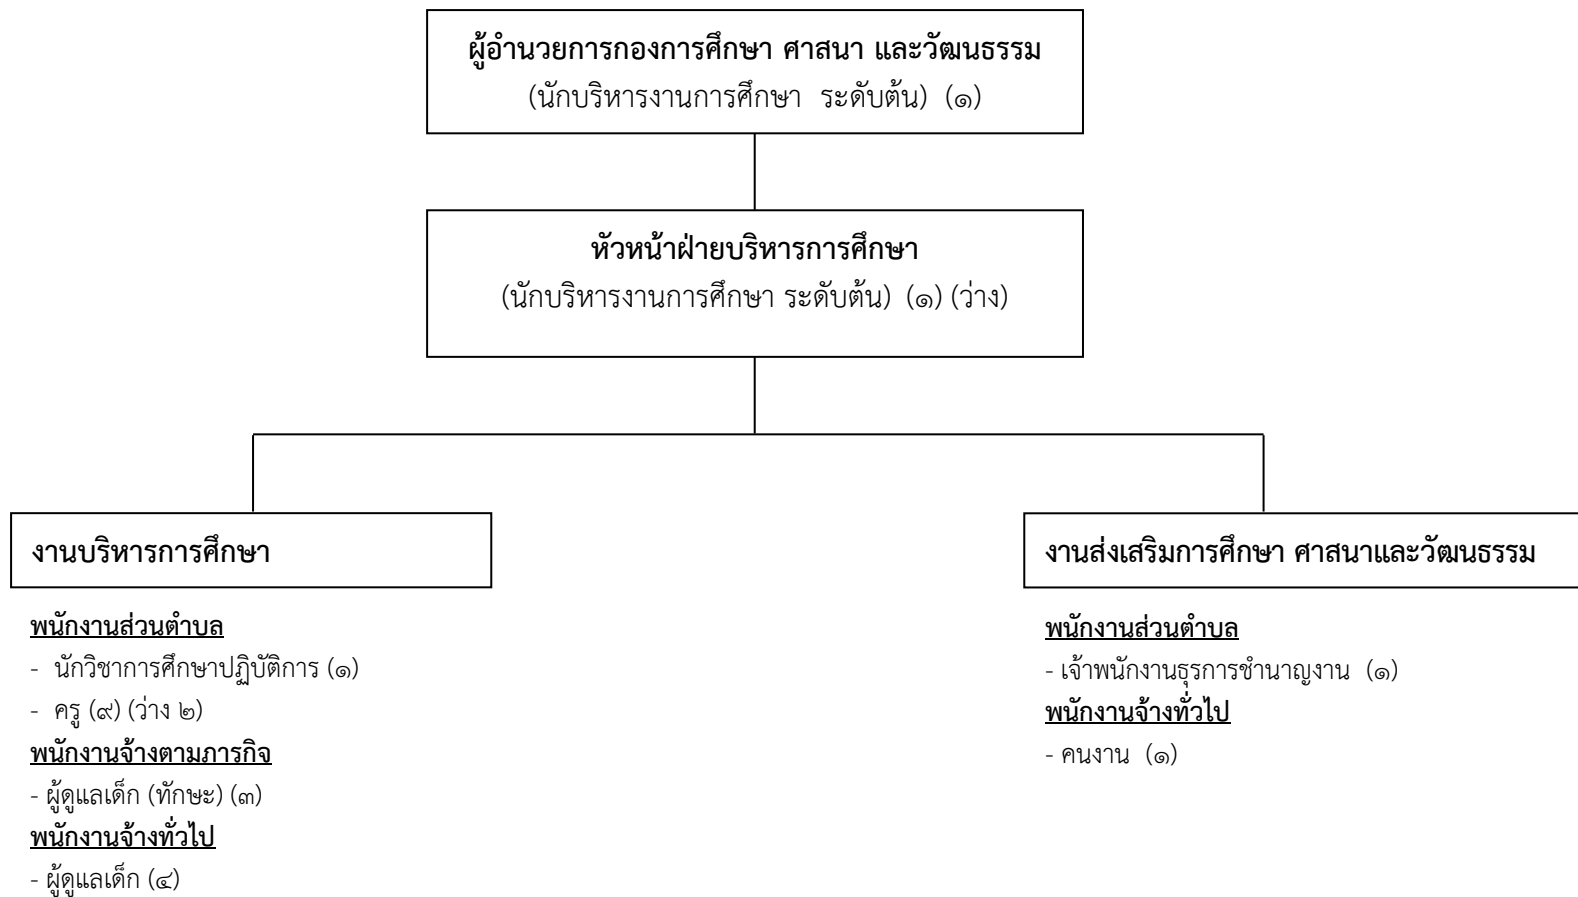 ผู้อำนวยการกองการศึกษา ศาสนา และวัฒนธรรม
(นักบริหารงานการศึกษา ระดับต้น) (๑)
หัวหน้าฝ่ายบริหารการศึกษา
(นักบริหารงานการศึกษา ระดับต้น) (๑) (ว่าง)
งานบริหารการศึกษา
พนักงานส่วนตำบล
- นักวิชาการศึกษาปฏิบัติการ (๑)
- ครู (๙) (ว่าง ๒)
พนักงานจ้างตามภารกิจ
- ผู้ดูแลเด็ก (ทักษะ) (๓)
พนักงานจ้างทั่วไป
- ผู้ดูแลเด็ก (๔)
งานส่งเสริมการศึกษา ศาสนาและวัฒนธรรม
พนักงานส่วนตำบล
- เจ้าพนักงานธุรการชำนาญงาน (๑)
พนักงานจ้างทั่วไป
- คนงาน (๑)